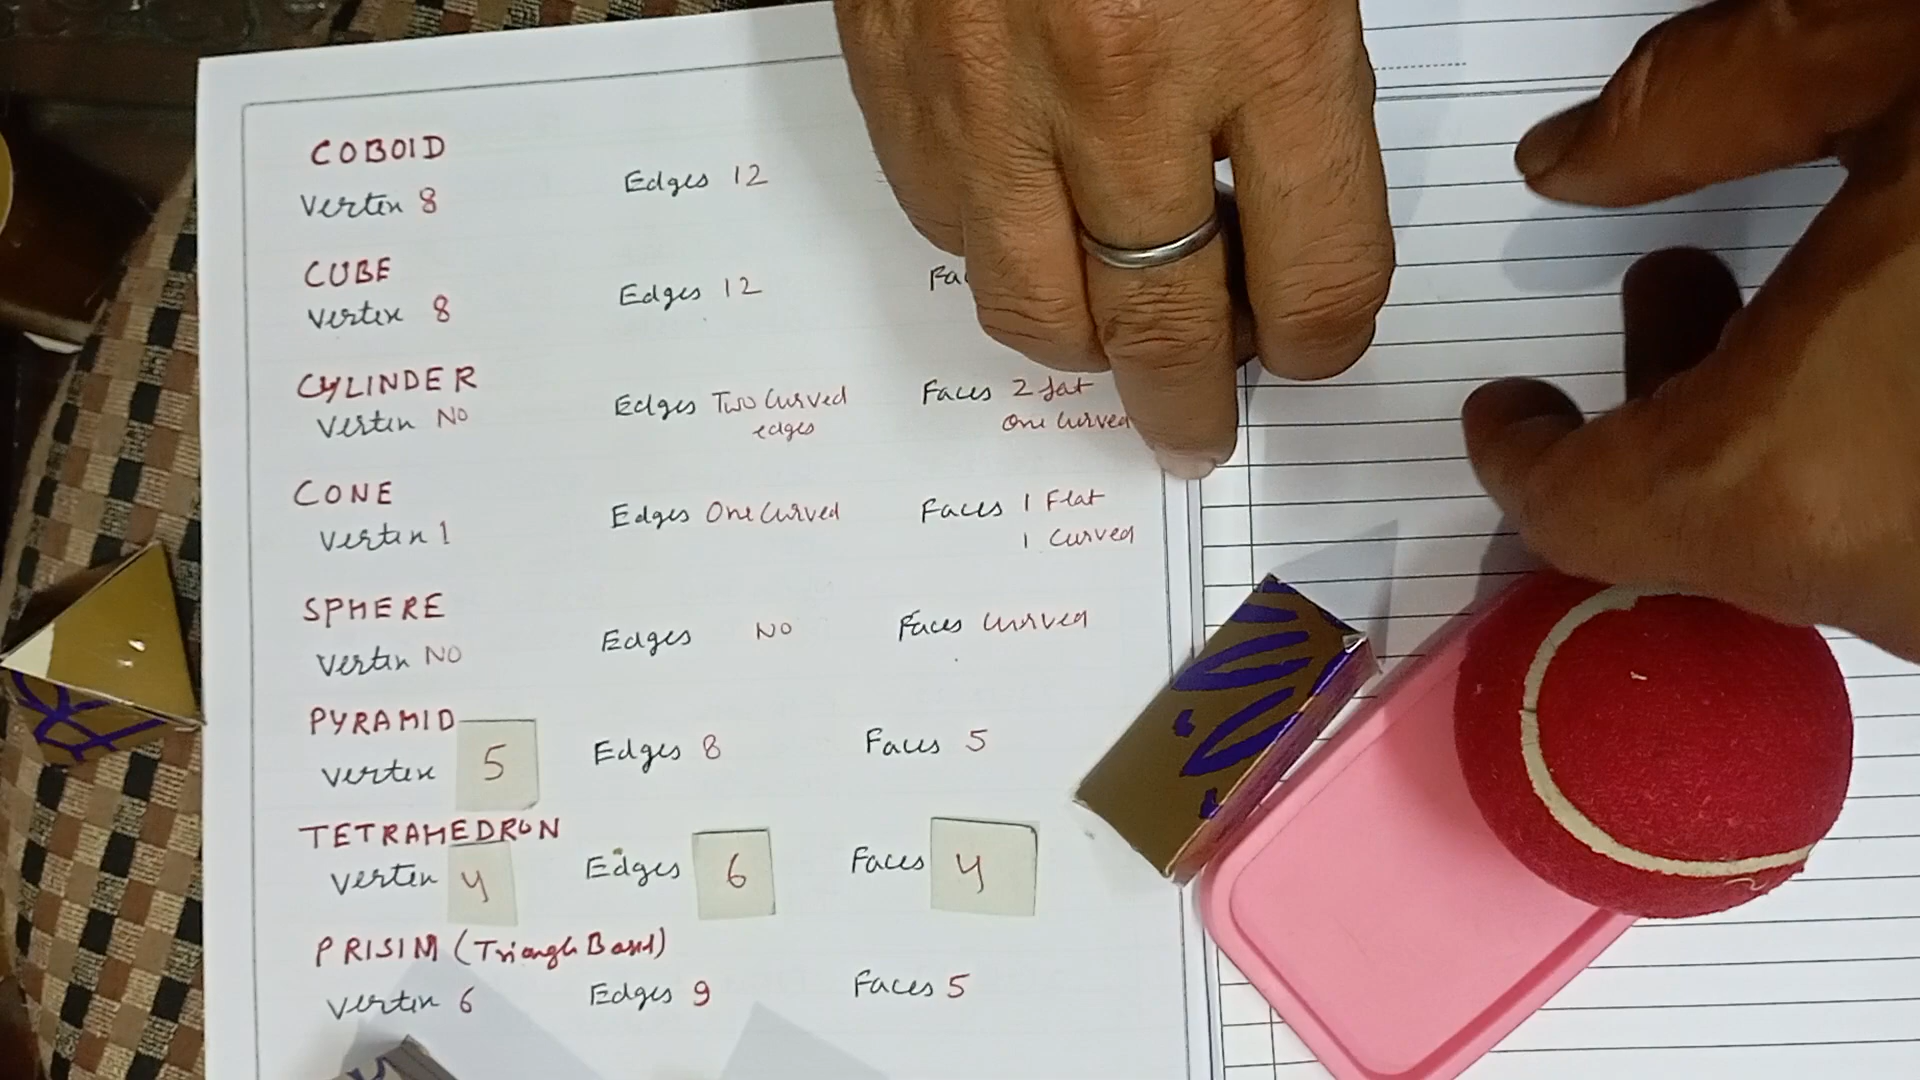 COBOID
Vertex 8 Edges 12
CUBE
Vertex 8 Edges 12 Fa
CYLINDER
Vertex No Edges Two Curved edges Faces 2 flat One Curved
CONE
Vertex 1 Edges One Curved Faces 1 Flat 1 Curved
SPHERE
Vertex NO Edges NO Faces Curved
PYRAMID
Vertex 5 Edges 8 Faces 5
TETRAHEDRON
Vertex 4 Edges 6 Faces 4
PRISIM (Triangle Based)
Vertex 6 Edges 9 Faces 5